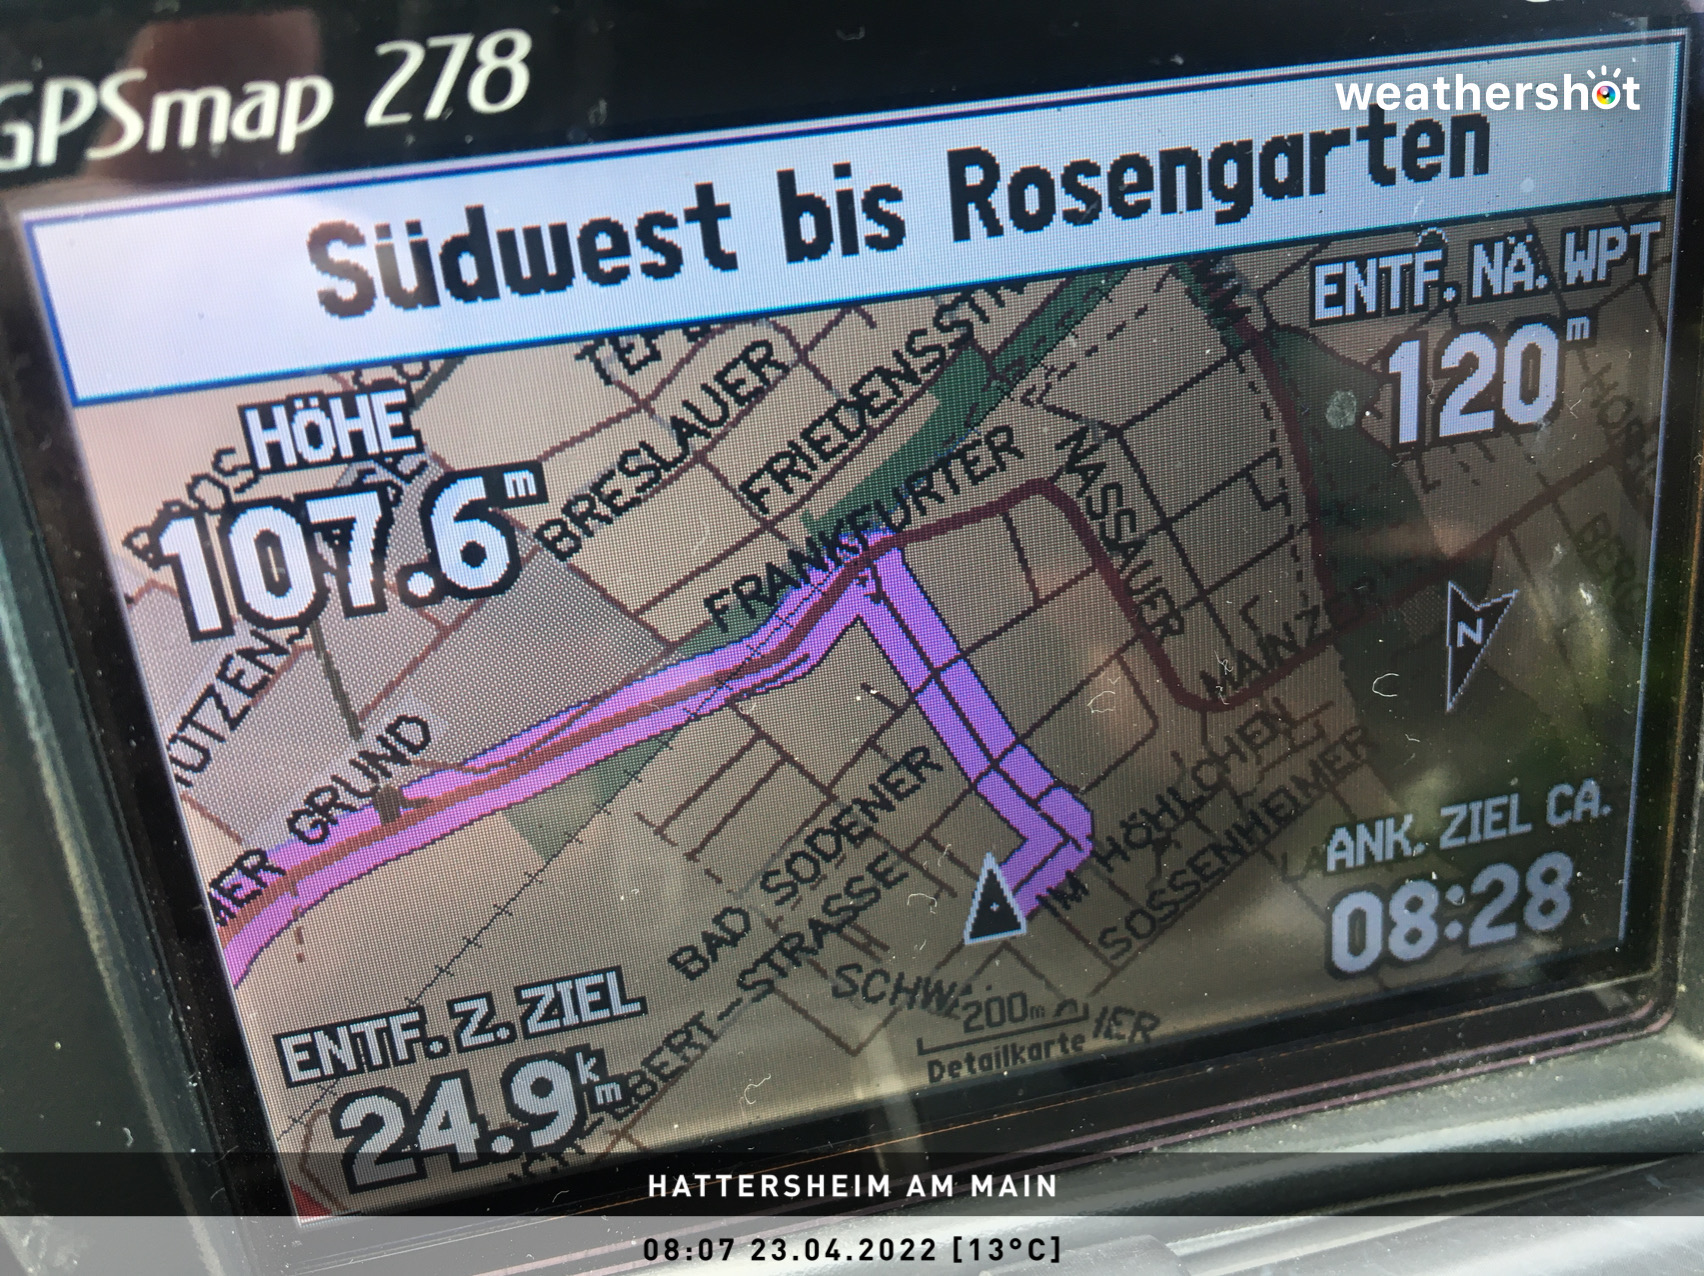 GPSmap 278
weathershot
Südwest bis Rosengarten
ENTF. NÄ. WPT
120m
HÖHE
107.6m
BRESLAUER
FRIEDENSSTR
FRANKFURTER
NASSAUER
MAINZER
N
GRUND
BAD SODENER
STRASSE
IM HÖHLCHEN
SOSSENHEIMER
ANK. ZIEL CA.
08:28
ENTF. Z. ZIEL
24.9km
200m
Detailkarte
HATTERSHEIM AM MAIN
08:07 23.04.2022 [13°C]